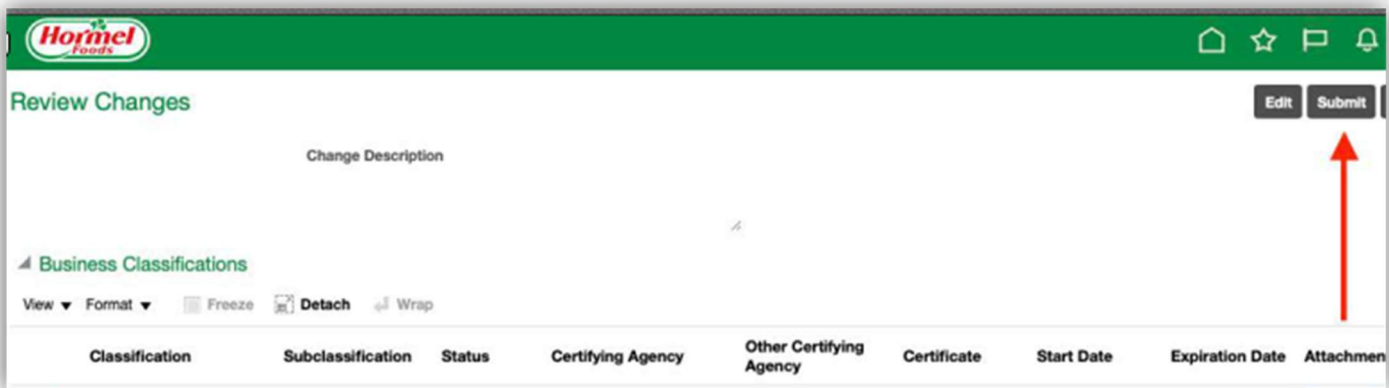 Hormel
Foods
Review Changes
Edit
Submit
Change Description
Business Classifications
View Format Freeze Detach Wrap
Classification Subclassification Status Certifying Agency Other Certifying Agency Certificate Start Date Expiration Date Attachmen